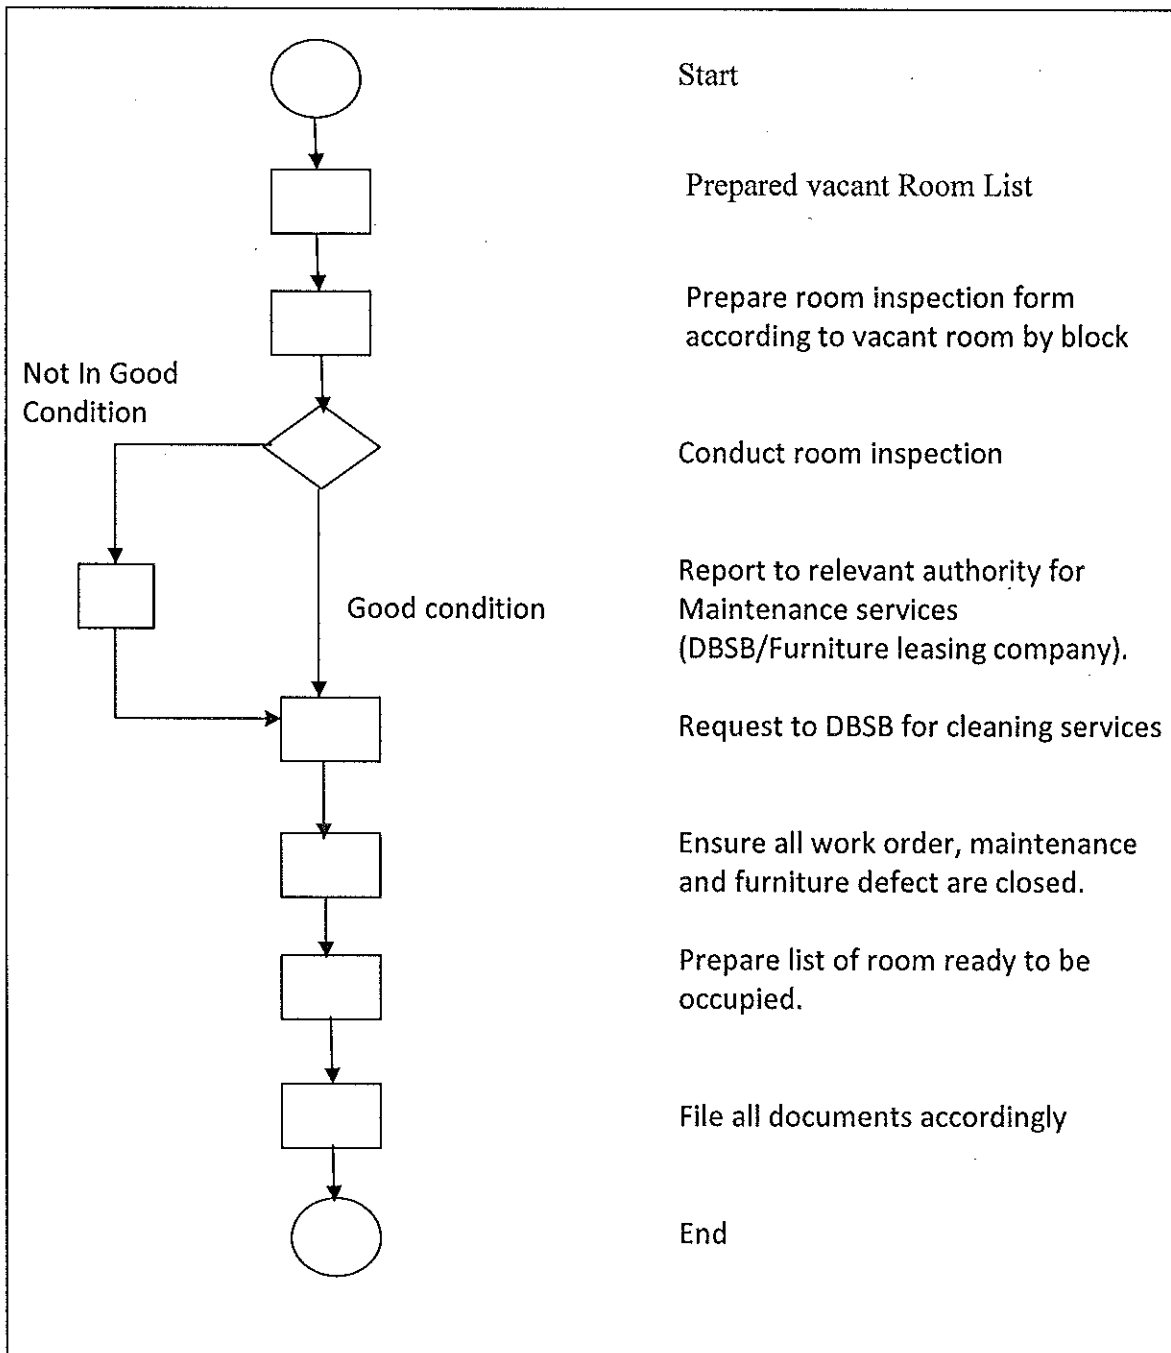 Start
Prepared vacant Room List
Prepare room inspection form
according to vacant room by block
Not In Good
Condition
Conduct room inspection
Report to relevant authority for
Maintenance services
(DBSB/Furniture leasing company).
Good condition
Request to DBSB for cleaning services
Ensure all work order, maintenance
and furniture defect are closed.
Prepare list of room ready to be
occupied.
File all documents accordingly
End